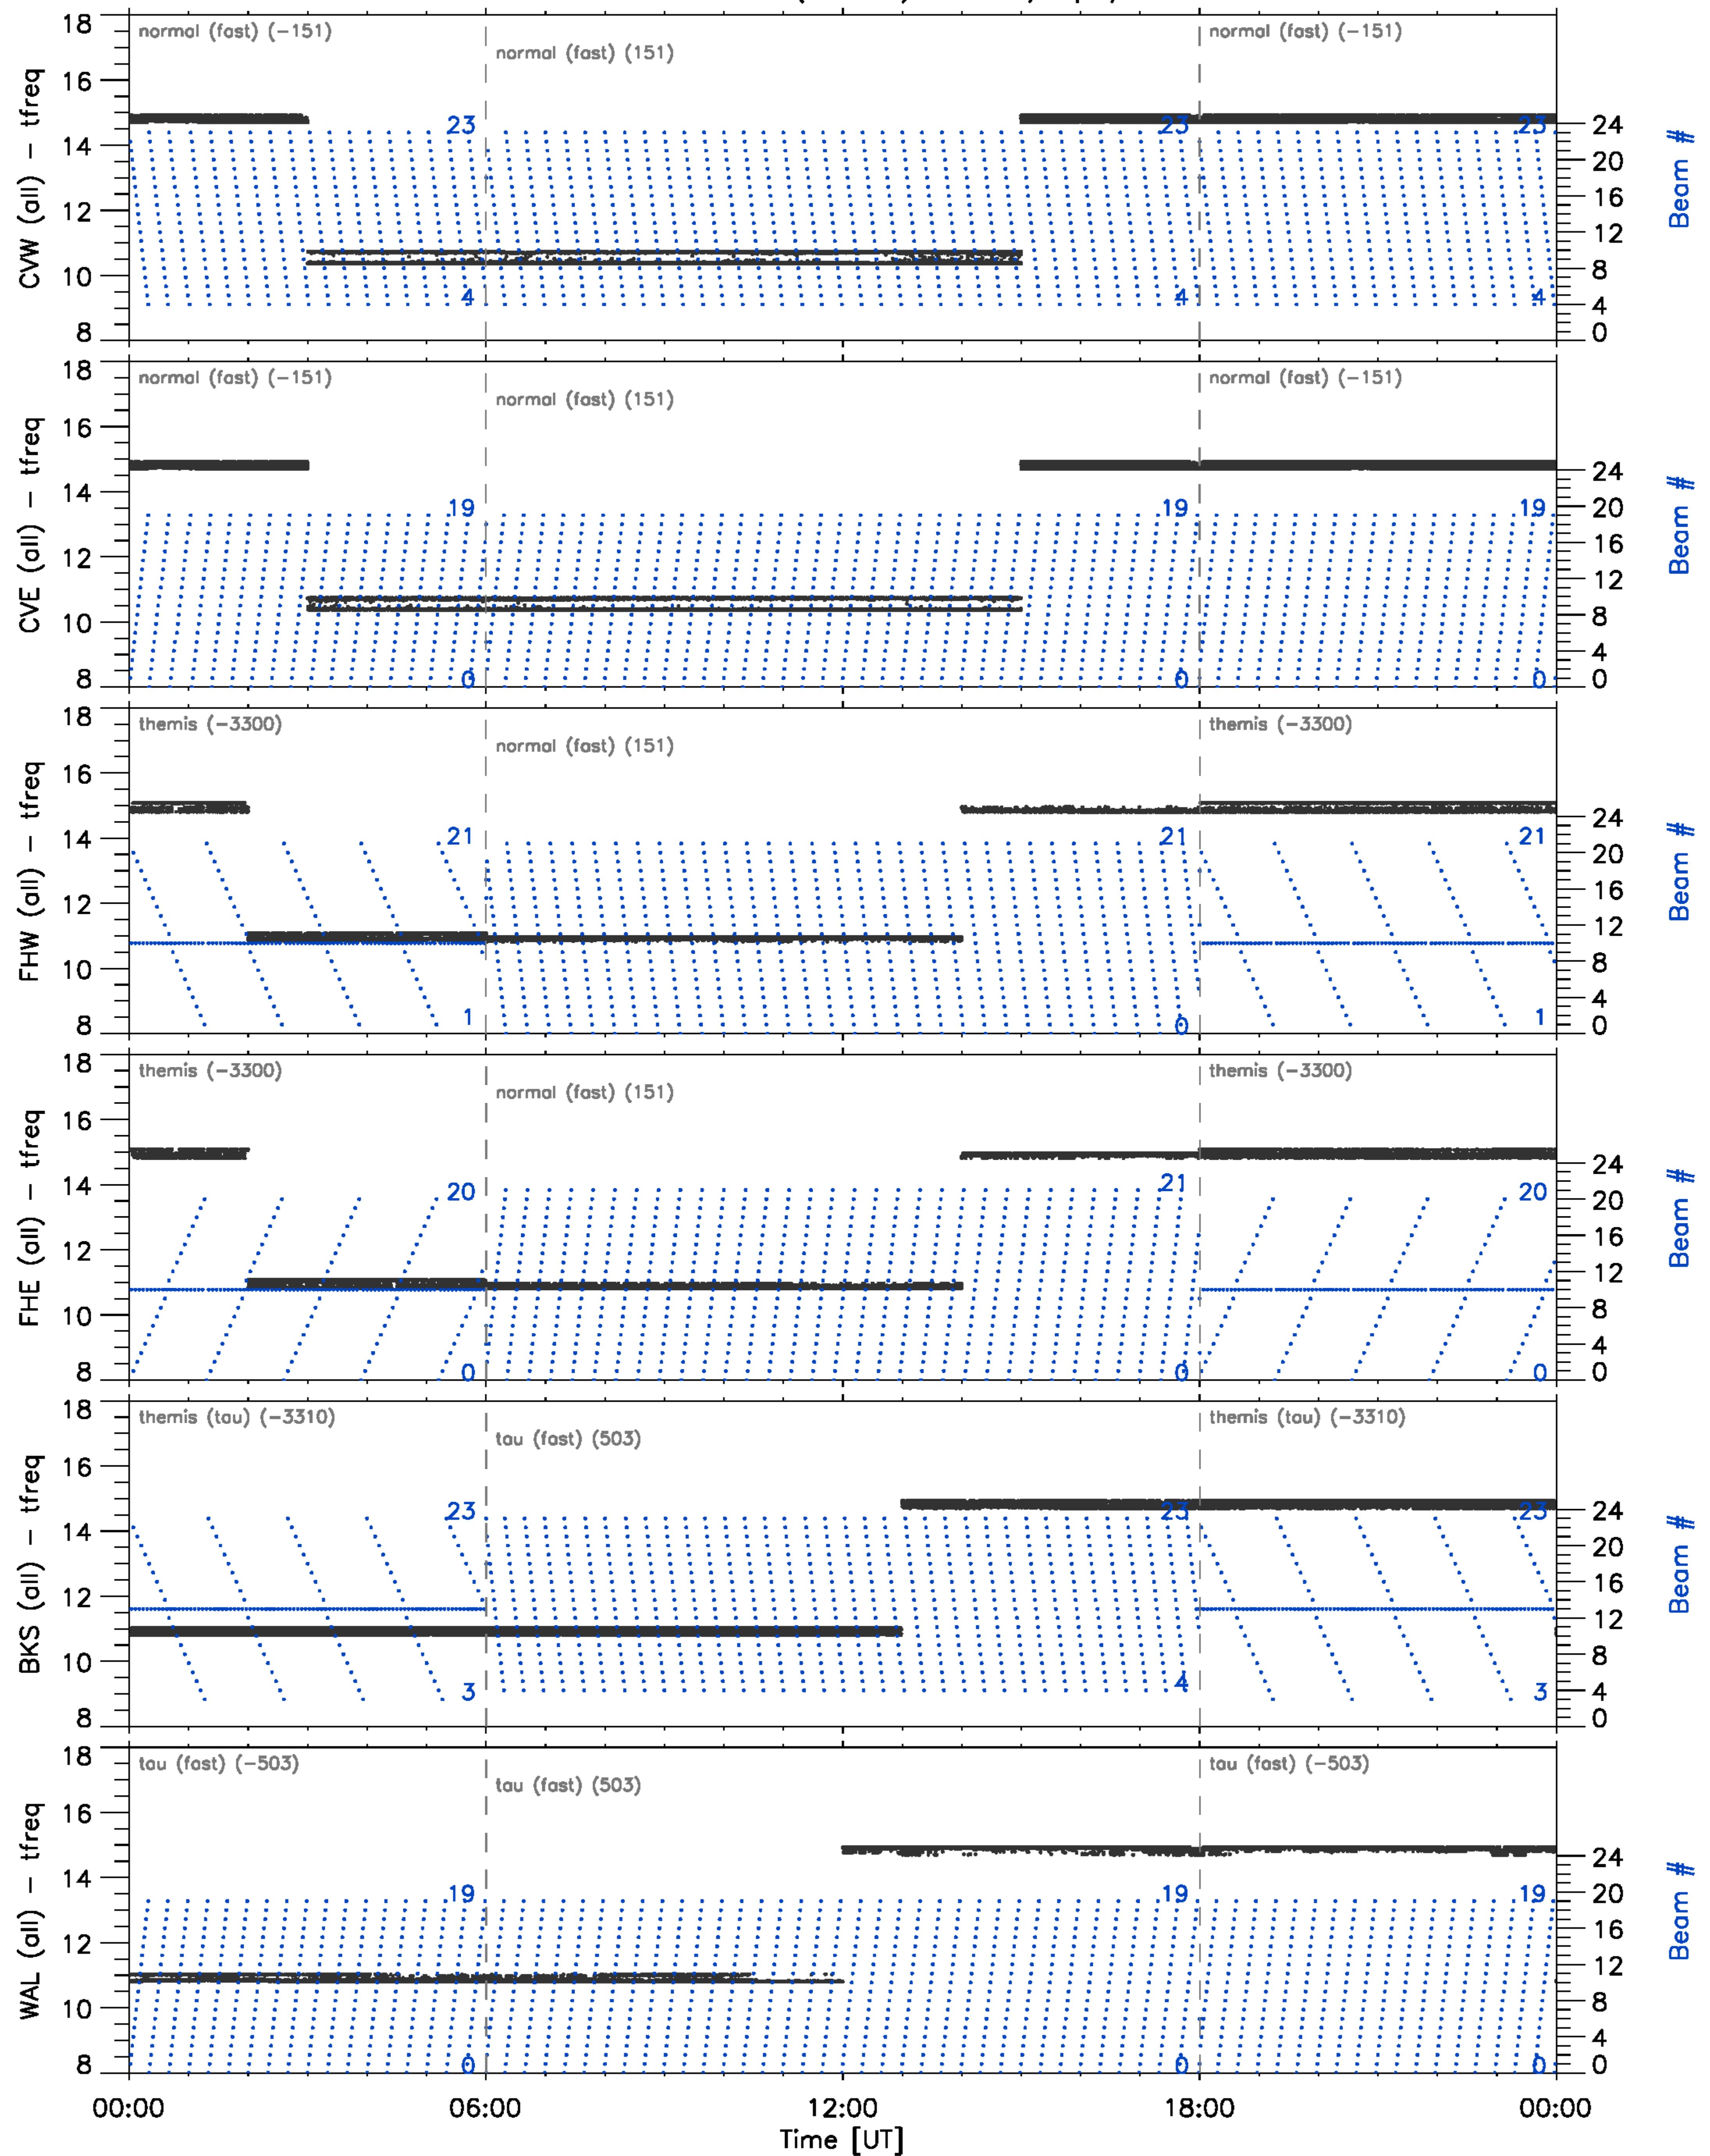 18 normal (fast) (-151) normal (fast) (-151)
normal (fast) (151)
16
14
12
10
8
CVW (all) - tfreq
23 23 23
4 4 4
24
20
16
12
8
4
0
Beam #
18 normal (fast) (-151) normal (fast) (-151)
normal (fast) (151)
16
14
12
10
8
CVE (all) - tfreq
19 19 19
0 0 0
24
20
16
12
8
4
0
Beam #
18 themis (-3300) themis (-3300)
normal (fast) (151)
16
14
12
10
8
FHW (all) - tfreq
21 21 21
1 0 1
24
20
16
12
8
4
0
Beam #
18 themis (-3300) themis (-3300)
normal (fast) (151)
16
14
12
10
8
FHE (all) - tfreq
20 21 20
0 0 0
24
20
16
12
8
4
0
Beam #
18 themis (tau) (-3310) themis (tau) (-3310)
tau (fast) (503)
16
14
12
10
8
BKS (all) - tfreq
23 23 23
3 4 3
24
20
16
12
8
4
0
Beam #
18 tau (fast) (-503) tau (fast) (-503)
tau (fast) (503)
16
14
12
10
8
WAL (all) - tfreq
19 19 19
0 0 0
24
20
16
12
8
4
0
Beam #
00:00 06:00 12:00 18:00 00:00
Time [UT]